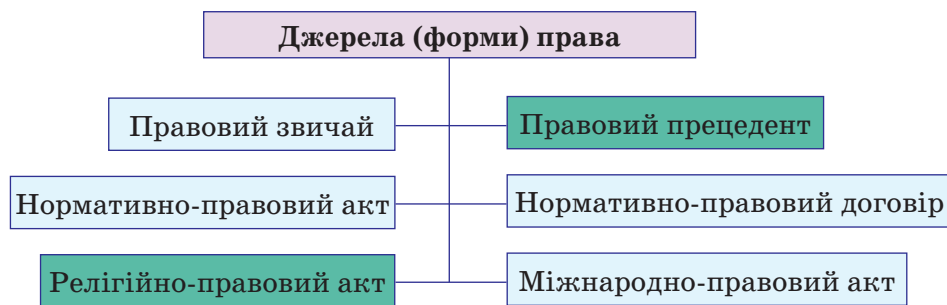 Джерела (форми) права
Правовий звичай
Правовий прецедент
Нормативно-правовий акт
Нормативно-правовий договір
Релігійно-правовий акт
Міжнародно-правовий акт